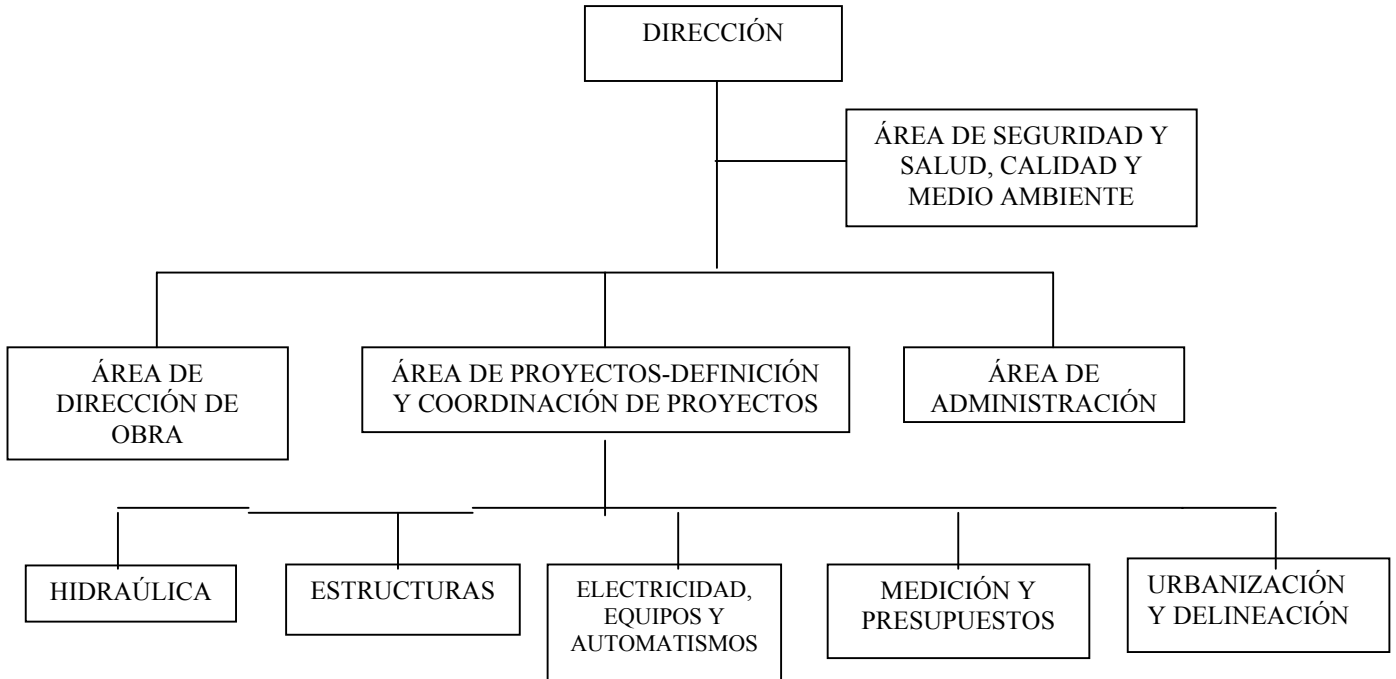 DIRECCIÓN
ÁREA DE SEGURIDAD Y
SALUD, CALIDAD Y
MEDIO AMBIENTE
ÁREA DE
DIRECCIÓN DE
OBRA
ÁREA DE PROYECTOS-DEFINICIÓN
Y COORDINACIÓN DE PROYECTOS
ÁREA DE
ADMINISTRACIÓN
HIDRAÚLICA
ESTRUCTURAS
ELECTRICIDAD,
EQUIPOS Y
AUTOMATISMOS
MEDICIÓN Y
PRESUPUESTOS
URBANIZACIÓN
Y DELINEACIÓN